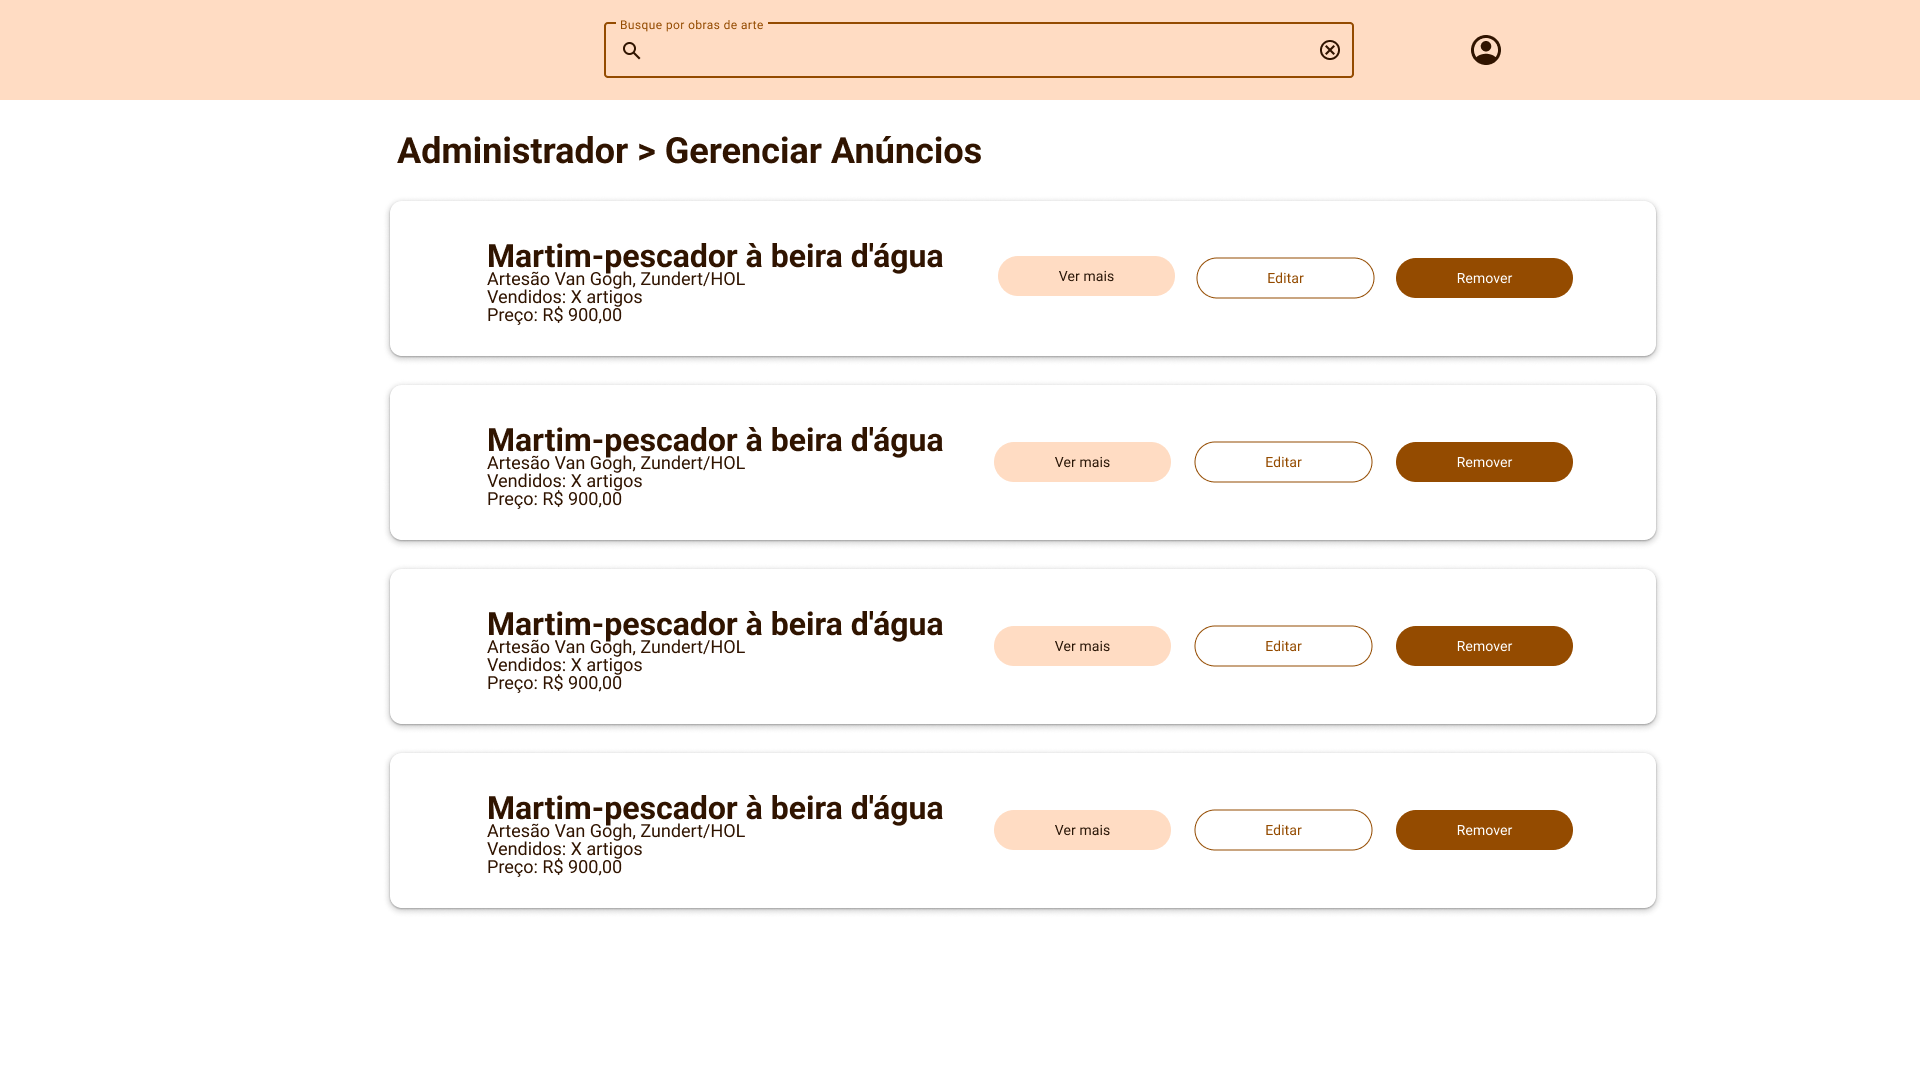 Busque por obras de arte
Administrador > Gerenciar Anúncios
Martim-pescador à beira d'água
Artesão Van Gogh, Zundert/HOL
Vendidos: X artigos
Preço: R$ 900,00
Ver mais
Editar
Remover
Martim-pescador à beira d'água
Artesão Van Gogh, Zundert/HOL
Vendidos: X artigos
Preço: R$ 900,00
Ver mais
Editar
Remover
Martim-pescador à beira d'água
Artesão Van Gogh, Zundert/HOL
Vendidos: X artigos
Preço: R$ 900,00
Ver mais
Editar
Remover
Martim-pescador à beira d'água
Artesão Van Gogh, Zundert/HOL
Vendidos: X artigos
Preço: R$ 900,00
Ver mais
Editar
Remover